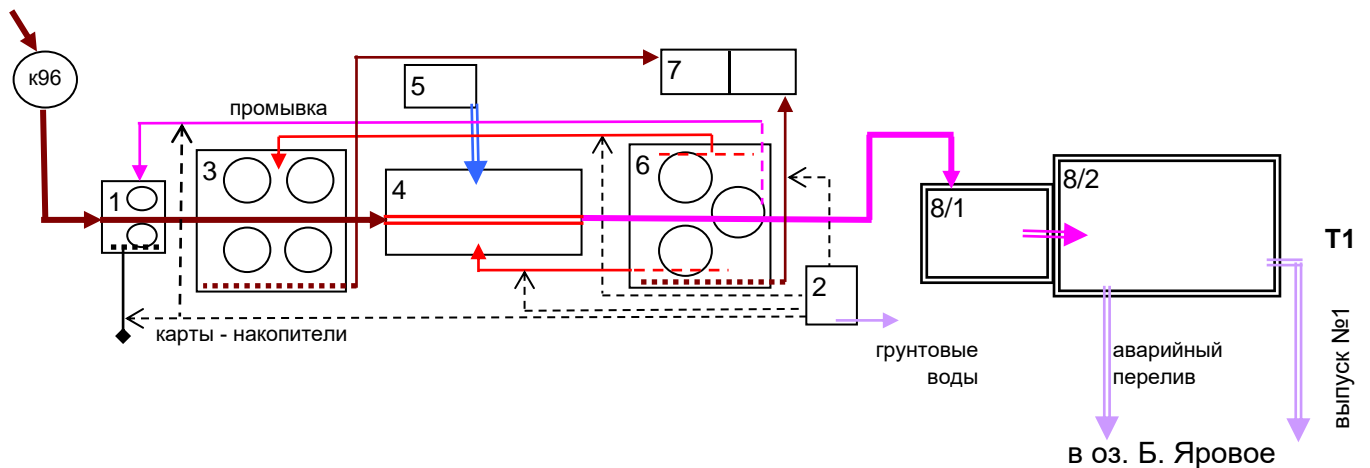 к96
5
7
промывка
3
6
4
1
8/2
8/1
Т1
2
карты - накопители
грунтовые
воды
аварийный
перелив
выпуск №1
в оз. Б. Яровое